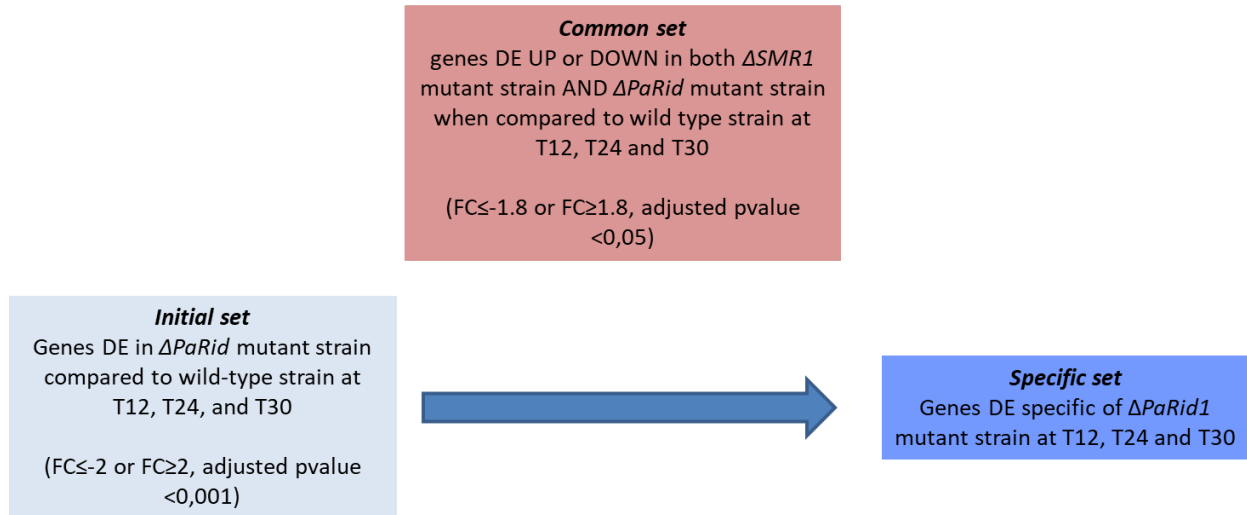 Common set
genes DE UP or DOWN in both ΔSMR1
mutant strain AND ΔPaRid mutant strain
when compared to wild type strain at
T12, T24 and T30
(FC≤-1.8 or FC≥1.8, adjusted pvalue
<0,05)
Initial set
Genes DE in ΔPaRid mutant strain
compared to wild-type strain at
T12, T24, and T30
(FC≤-2 or FC≥2, adjusted pvalue
<0,001)
Specific set
Genes DE specific of ΔPaRid1
mutant strain at T12, T24 and T30